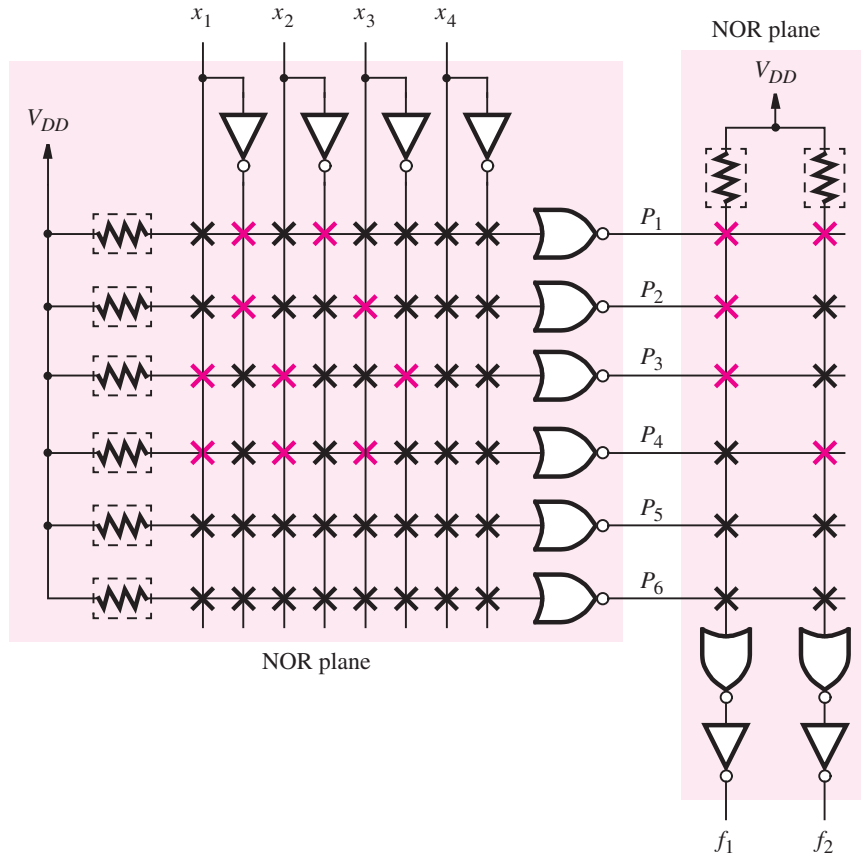 x1 x2 x3 x4
NOR plane
VDD
VDD
P1
P2
P3
P4
P5
P6
NOR plane
f1 f2